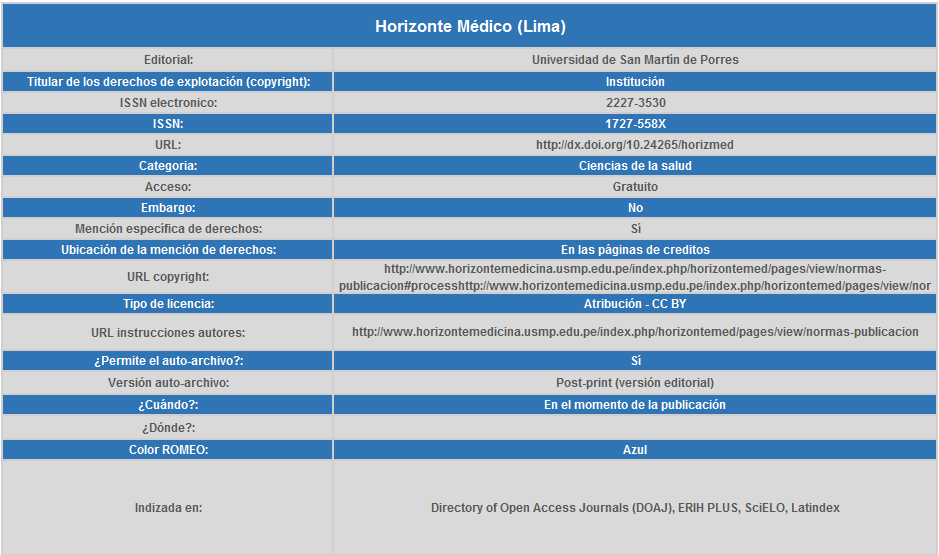 Horizonte Médico (Lima)
Editorial: Universidad de San Martín de Porres
Titular de los derechos de explotación (copyright): Institución
ISSN electronico: 2227-3530
ISSN: 1727-558X
URL: http://dx.doi.org/10.24265/horizmed
Categoria: Ciencias de la salud
Acceso: Gratuito
Embargo: No
Mención específica de derechos: Sí
Ubicación de la mención de derechos: En las páginas de creditos
URL copyright: http://www.horizontemedicina.usmp.edu.pe/index.php/horizontemed/pages/view/normas-
publicacion#processhttp://www.horizontemedicina.usmp.edu.pe/index.php/horizontemed/pages/view/nor
Tipo de licencia: Atribución - CC BY
URL instrucciones autores: http://www.horizontemedicina.usmp.edu.pe/index.php/horizontemed/pages/view/normas-publicacion
¿Permite el auto-archivo?: Sí
Versión auto-archivo: Post-print (versión editorial)
¿Cuándo?: En el momento de la publicación
¿Dónde?:
Color ROMEO: Azul
Indizada en: Directory of Open Access Journals (DOAJ), ERIH PLUS, SciELO, Latindex